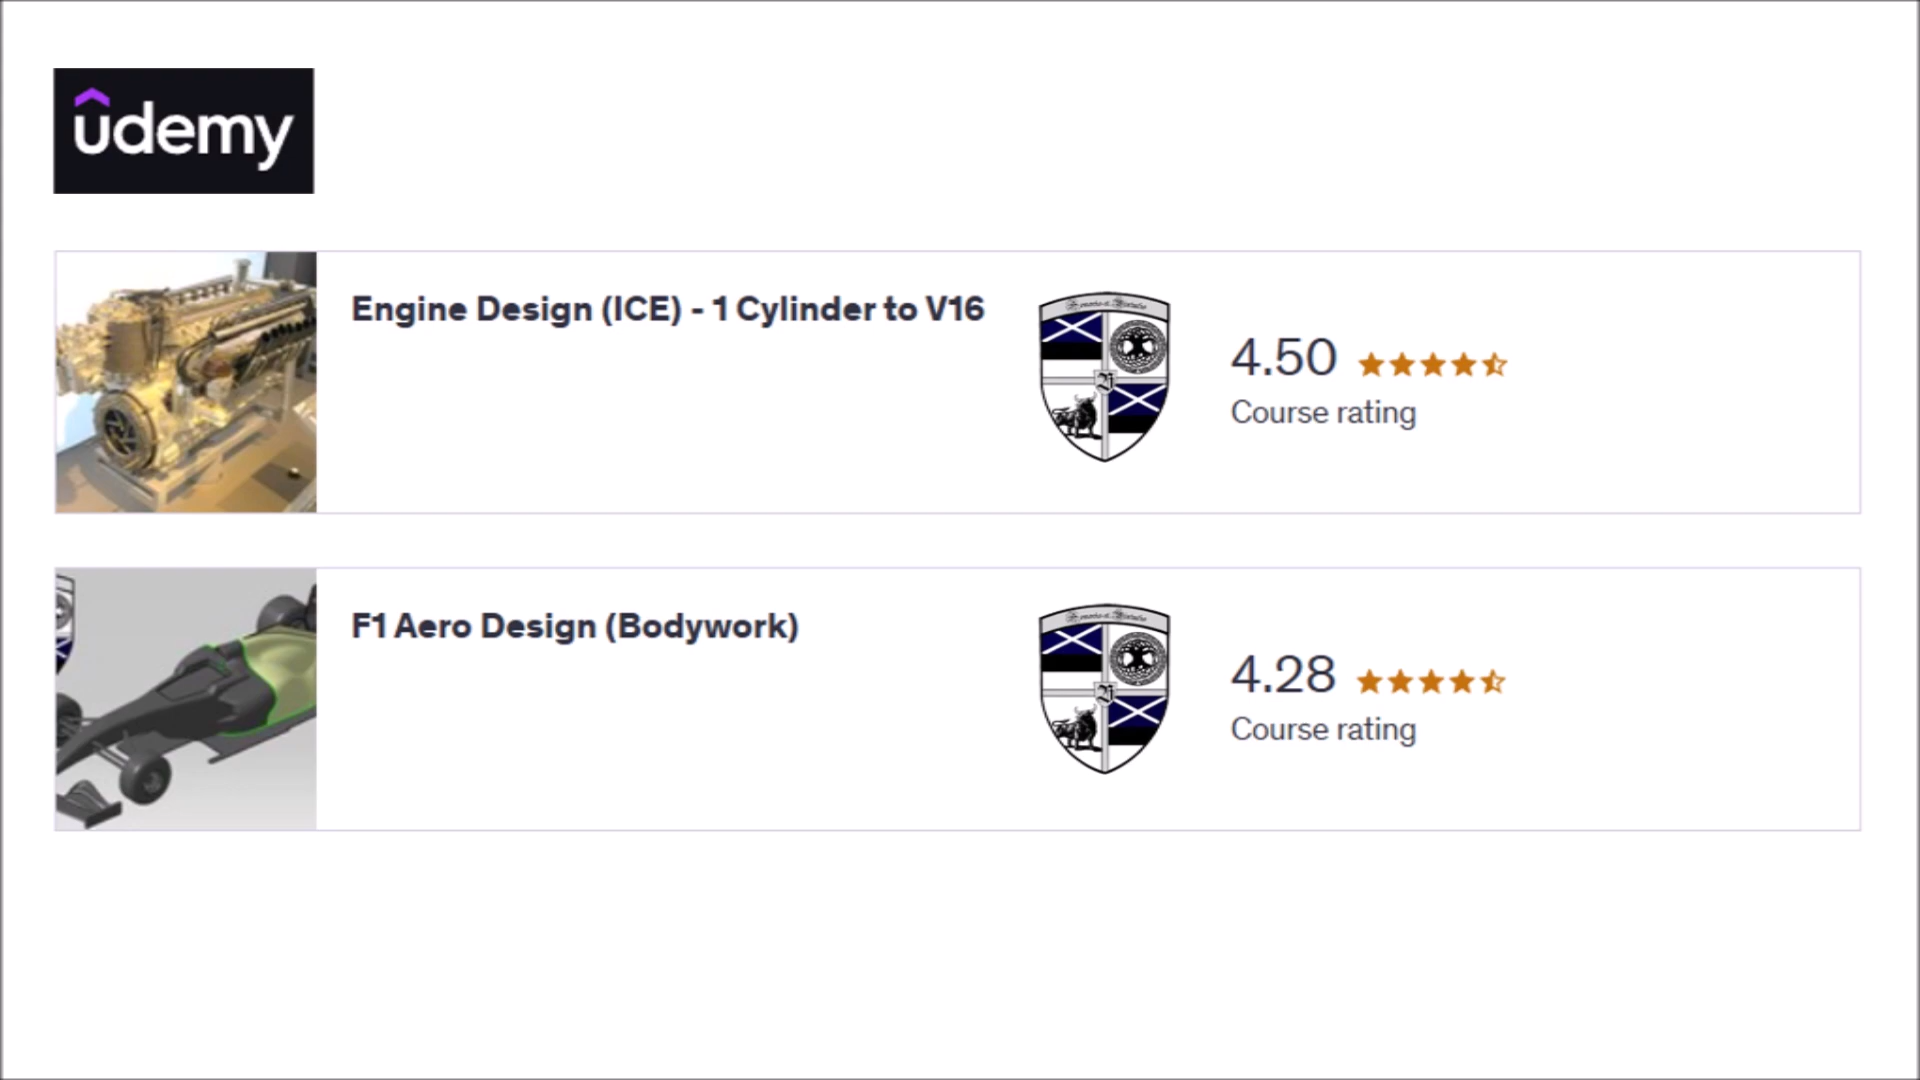 udemy
Engine Design (ICE) - 1 Cylinder to V16
4.50
Course rating
F1 Aero Design (Bodywork)
4.28
Course rating